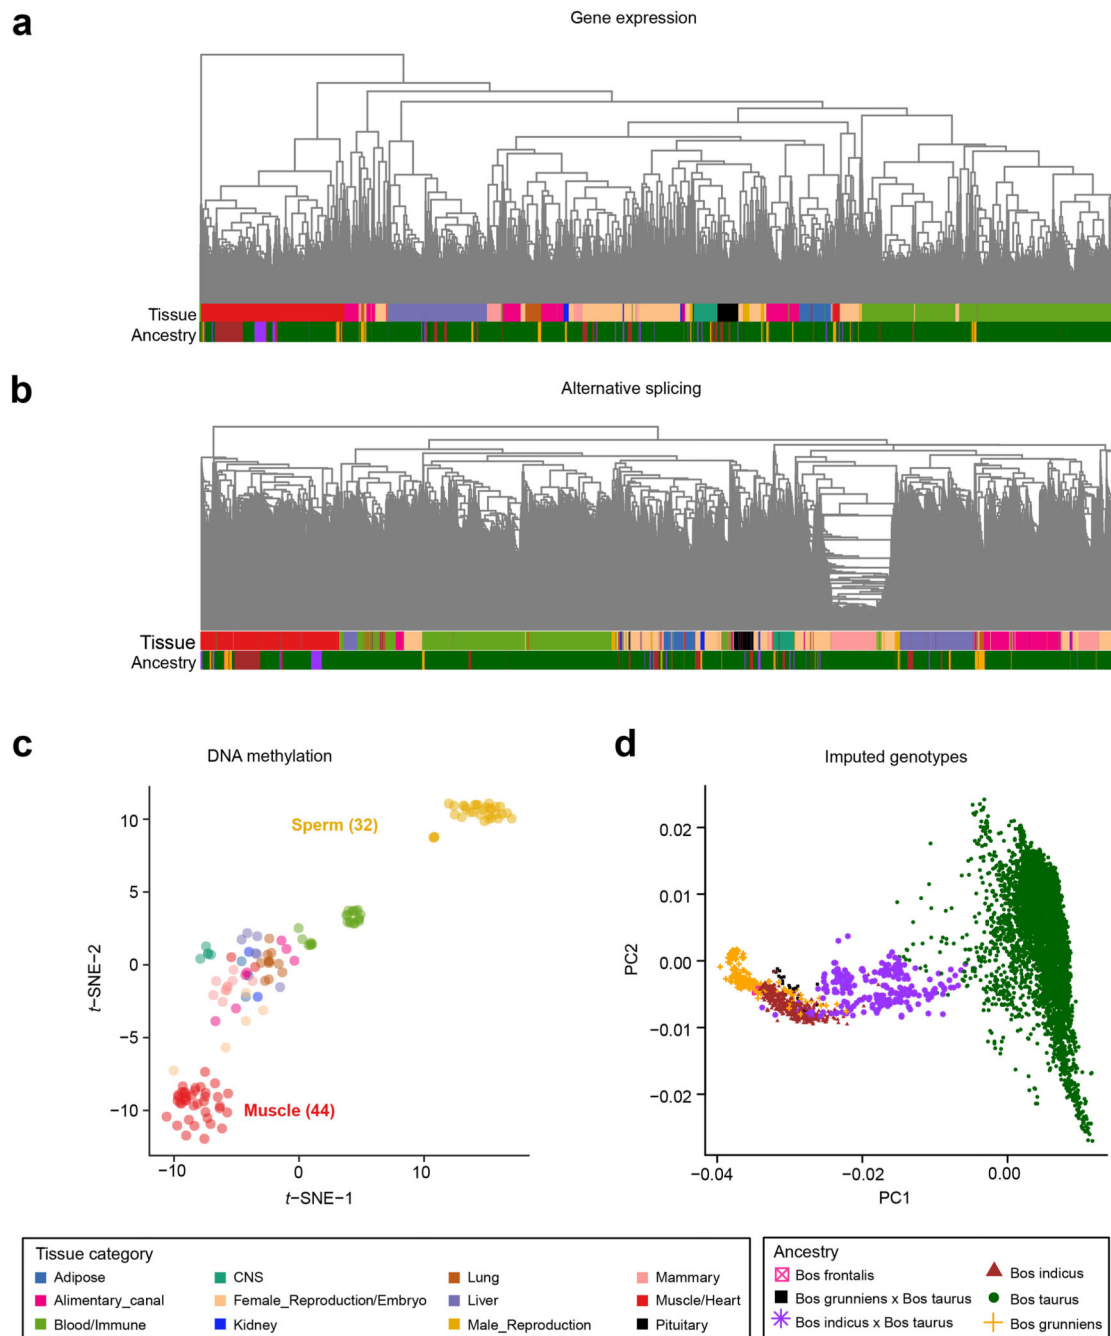 a
Gene expression
Tissue
Ancestry
b
Alternative splicing
Tissue
Ancestry
c
DNA methylation
Sperm (32)
Muscle (44)
10
5
0
−5
−10
t−SNE−2
−10
0
10
t−SNE−1
d
Imputed genotypes
0.02
0.01
0.00
−0.01
−0.02
PC2
−0.04
−0.02
0.00
PC1
Tissue category
Adipose
CNS
Lung
Mammary
Alimentary_canal
Female_Reproduction/Embryo
Liver
Muscle/Heart
Blood/Immune
Kidney
Male_Reproduction
Pituitary
Ancestry
Bos frontalis
Bos indicus
Bos grunniens x Bos taurus
Bos taurus
Bos indicus x Bos taurus
Bos grunniens